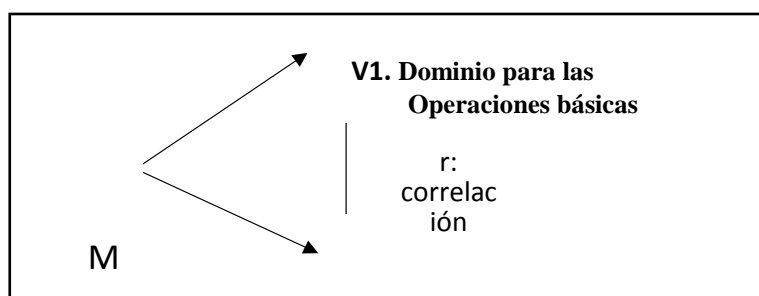 V1. Dominio para las
Operaciones básicas
r:
correlac
ión
M